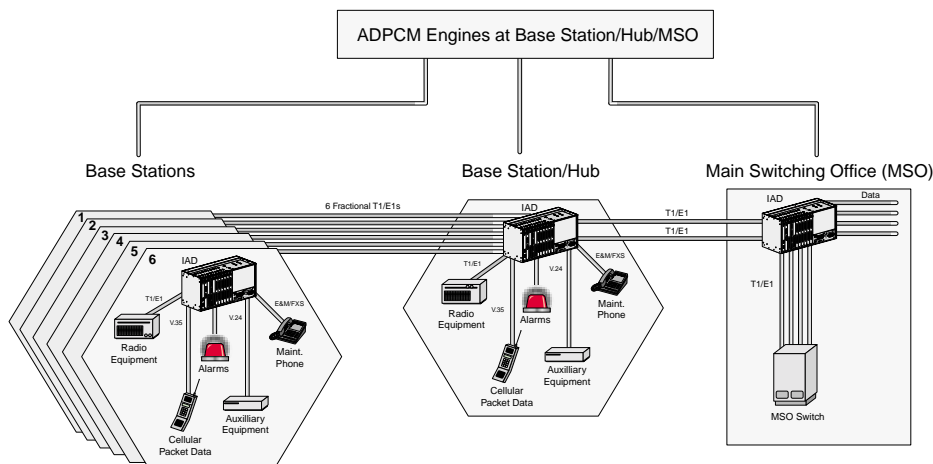 ADPCM Engines at Base Station/Hub/MSO
Base Stations
Base Station/Hub
Main Switching Office (MSO)
1
2
3
4
5
6
IAD
T1/E1
V.35
V.24
E&M/FXS
Radio
Equipment
Alarms
Maint.
Phone
Cellular
Packet Data
Auxilliary
Equipment
6 Fractional T1/E1s
IAD
T1/E1
V.35
V.24
E&M/FXS
Radio
Equipment
Alarms
Maint.
Phone
Cellular
Packet Data
Auxilliary
Equipment
T1/E1
T1/E1
IAD
Data
T1/E1
MSO Switch